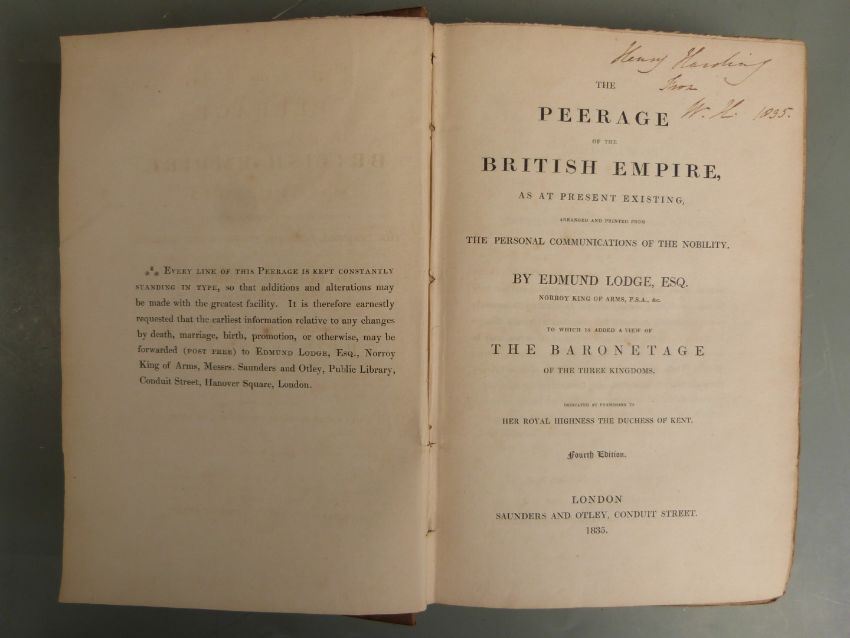 ⁂ EVERY LINE OF THIS PEERAGE IS KEPT CONSTANTLY
STANDING IN TYPE, so that additions and alterations may
be made with the greatest facility. It is therefore earnestly
requested that the earliest information relative to any changes
by death, marriage, birth, promotion, or otherwise, may be
forwarded (POST FREE) to EDMUND LODGE, ESQ., Norroy
King of Arms, Messrs. Saunders and Otley, Public Library,
Conduit Street, Hanover Square, London.
Henry Harding
from
W. H. 1835.
THE
PEERAGE
OF THE
BRITISH EMPIRE,
AS AT PRESENT EXISTING,
ARRANGED AND PRINTED FROM
THE PERSONAL COMMUNICATIONS OF THE NOBILITY.
BY EDMUND LODGE, ESQ.
NORROY KING OF ARMS, F.S.A., &c.
TO WHICH IS ADDED A VIEW OF
THE BARONETAGE
OF THE THREE KINGDOMS.
DEDICATED BY PERMISSION TO
HER ROYAL HIGHNESS THE DUCHESS OF KENT.
Fourth Edition.
LONDON
SAUNDERS AND OTLEY, CONDUIT STREET.
1835.